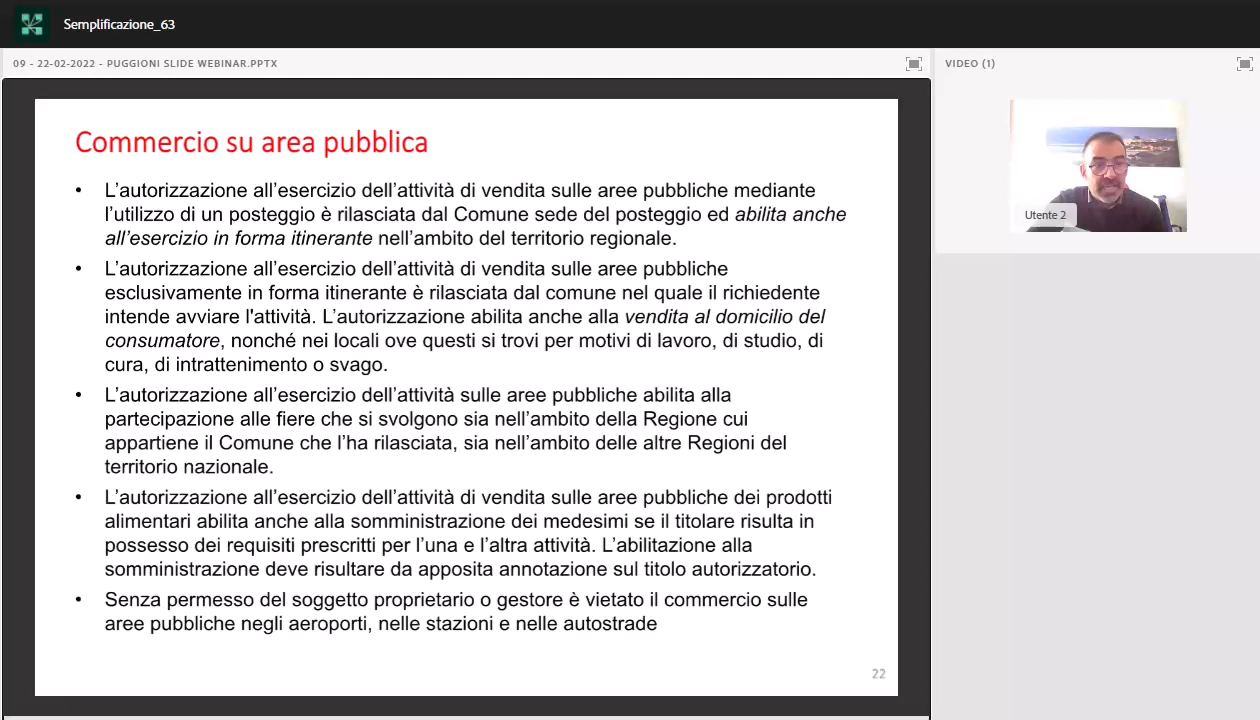 Semplificazione_63
09 - 22-02-2022 - PUGGIONI SLIDE WEBINAR.PPTX
VIDEO (1)
Utente 2
Commercio su area pubblica
• L’autorizzazione all’esercizio dell’attività di vendita sulle aree pubbliche mediante
l’utilizzo di un posteggio è rilasciata dal Comune sede del posteggio ed abilita anche
all’esercizio in forma itinerante nell’ambito del territorio regionale.
• L’autorizzazione all’esercizio dell’attività di vendita sulle aree pubbliche
esclusivamente in forma itinerante è rilasciata dal comune nel quale il richiedente
intende avviare l'attività. L’autorizzazione abilita anche alla vendita al domicilio del
consumatore, nonché nei locali ove questi si trovi per motivi di lavoro, di studio, di
cura, di intrattenimento o svago.
• L’autorizzazione all’esercizio dell’attività sulle aree pubbliche abilita alla
partecipazione alle fiere che si svolgono sia nell’ambito della Regione cui
appartiene il Comune che l’ha rilasciata, sia nell’ambito delle altre Regioni del
territorio nazionale.
• L’autorizzazione all’esercizio dell’attività di vendita sulle aree pubbliche dei prodotti
alimentari abilita anche alla somministrazione dei medesimi se il titolare risulta in
possesso dei requisiti prescritti per l’una e l’altra attività. L’abilitazione alla
somministrazione deve risultare da apposita annotazione sul titolo autorizzatorio.
• Senza permesso del soggetto proprietario o gestore è vietato il commercio sulle
aree pubbliche negli aeroporti, nelle stazioni e nelle autostrade
22